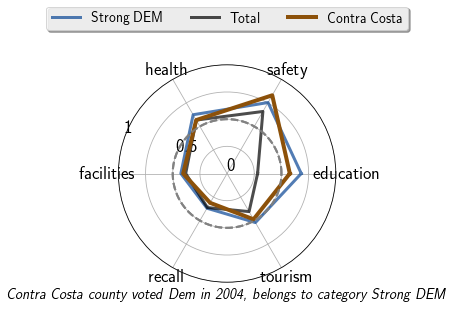 Strong DEM Total Contra Costa
health safety
1
0.5
0
facilities education
recall tourism
Contra Costa county voted Dem in 2004, belongs to category Strong DEM